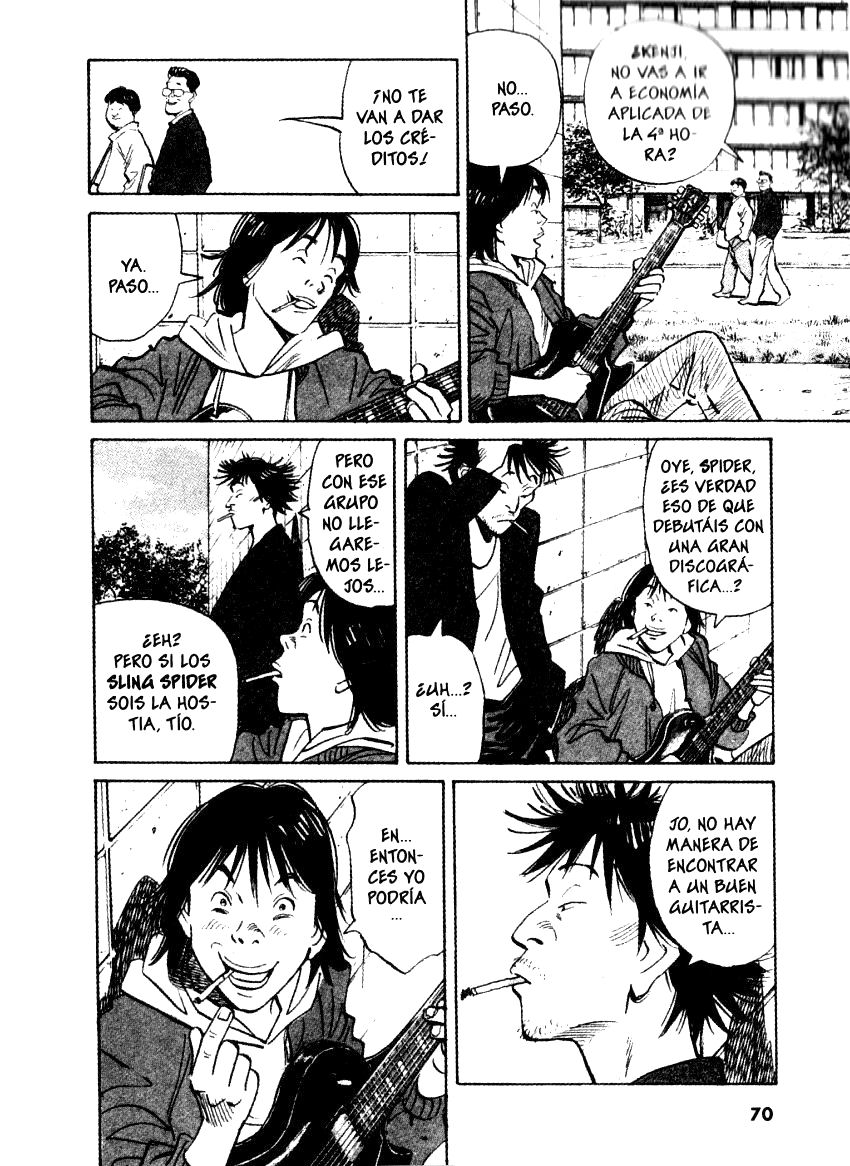 ¿KENJI,
NO VAS A IR
A ECONOMÍA
APLICADA DE
LA 4ª HO-
RA?
NO...
PASO.
¡NO TE
VAN A DAR
LOS CRÉ-
DITOS!
YA.
PASO...
OYE, SPIDER,
¿ES VERDAD
ESO DE QUE
DEBUTÁIS CON
UNA GRAN
DISCOGRÁ-
FICA...?
¿UH...?
SÍ...
PERO
CON ESE
GRUPO
NO LLE-
GARE-
MOS LE-
JOS...
¿EH?
PERO SI LOS
SLING SPIDER
SOIS LA HOS-
TIA, TÍO.
JO, NO HAY
MANERA DE
ENCONTRAR
A UN BUEN
GUITARRIS-
TA...
EN...
ENTON-
CES YO
PODRÍA
...
70